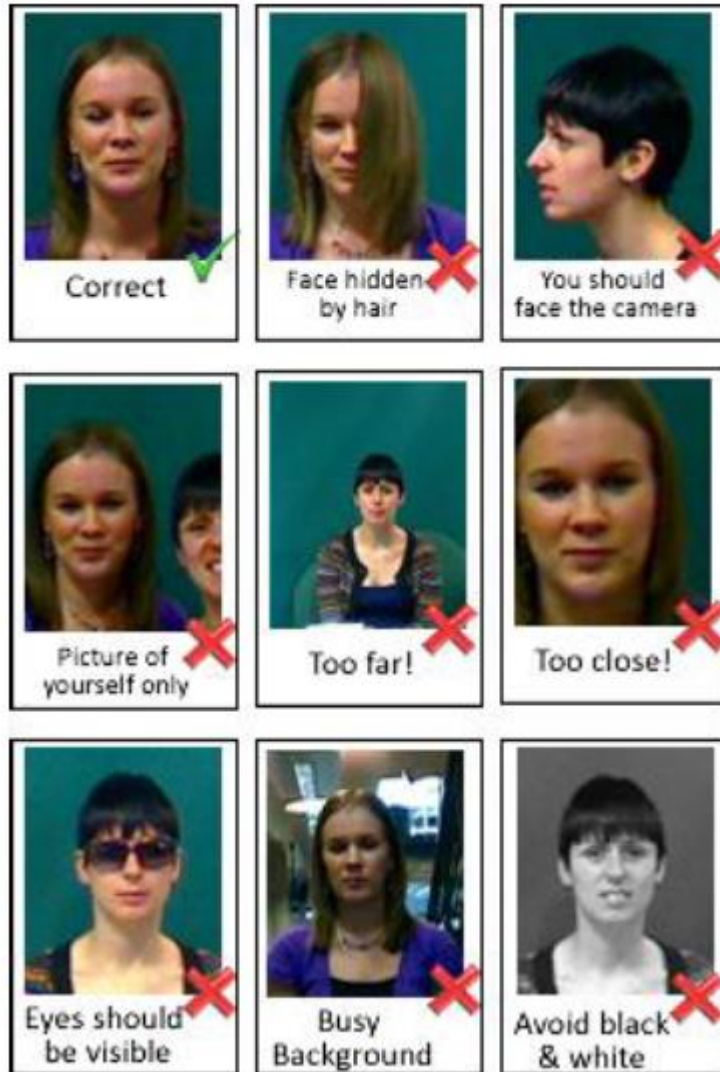 Correct
Face hidden
by hair
You should
face the camera
Picture of
yourself only
Too far!
Too close!
Eyes should
be visible
Busy
Background
Avoid black
& white